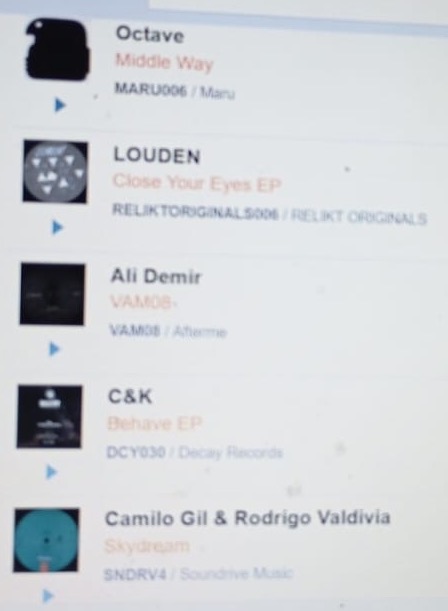 Octave
Middle Way
MARU006 / Maru
LOUDEN
Close Your Eyes EP
RELIKTORIGINALS006 / RELIKT ORIGINALS
Ali Demir
VAM08-
VAM08 / Afterme
C&K
Behave EP
DCY030 / Decay Records
Camilo Gil & Rodrigo Valdivia
Skydream
SNDRV4 / Soundrive Music